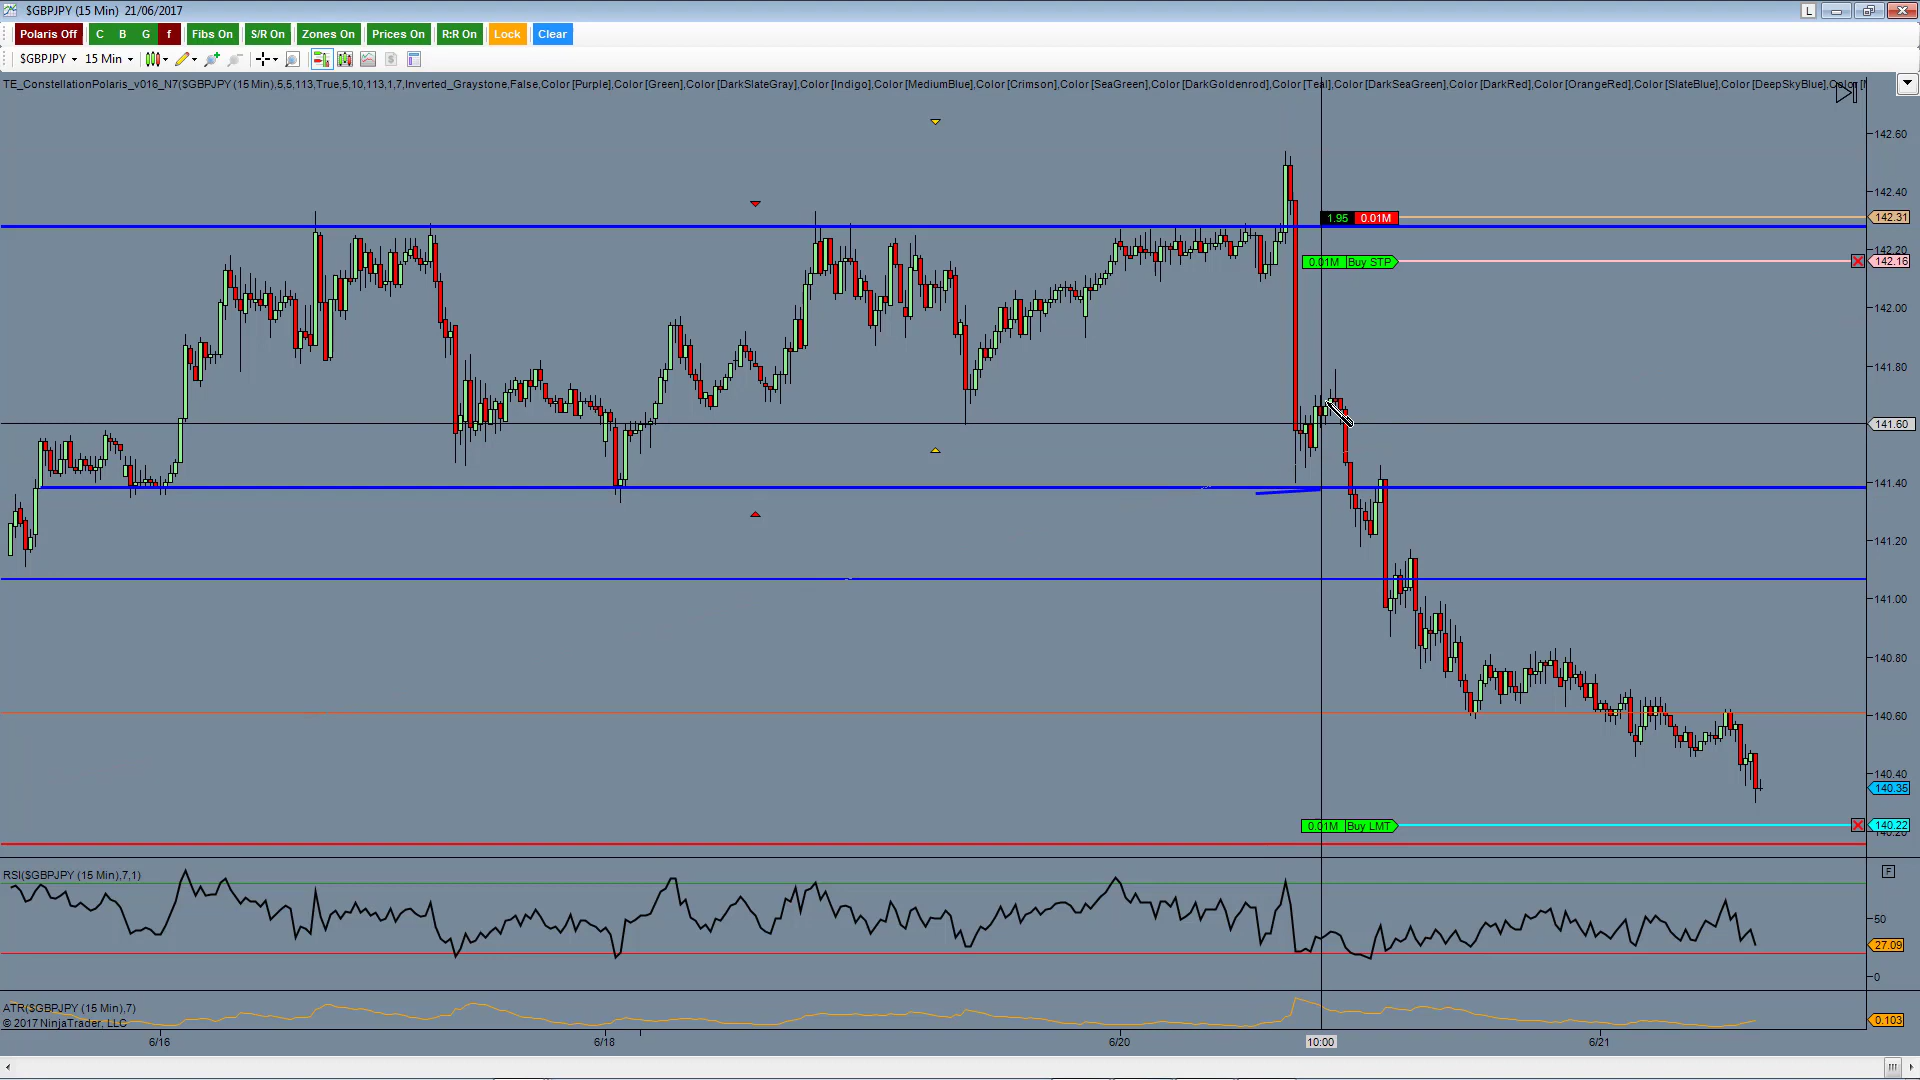 $GBPJPY (15 Min) 21/06/2017
L
Polaris Off C B G f Fibs On S/R On Zones On Prices On R:R On Lock Clear
$GBPJPY 15 Min
TE_ConstellationPolaris_v016_N7($GBPJPY (15 Min),5,5,113,True,5,10,113,1,7,Inverted_Graystone,False,Color [Purple],Color [Green],Color [DarkSlateGray],Color [Indigo],Color [MediumBlue],Color [Crimson],Color [SeaGreen],Color [DarkGoldenrod],Color [Teal],Color [DarkSeaGreen],Color [DarkRed],Color [OrangeRed],Color [SlateBlue],Color [DeepSkyBlue],Color
142.60
142.40
1.95 0.01M 142.31
142.20
0.01M Buy STP 142.16
142.00
141.80
141.60
141.40
141.20
141.00
140.80
140.60
140.40
140.35
0.01M Buy LMT 140.22
140.20
RSI($GBPJPY (15 Min),7,1)
F
50
27.09
0
ATR($GBPJPY (15 Min),7)
© 2017 NinjaTrader, LLC
0.103
6/16 6/18 6/20 10:00 6/21